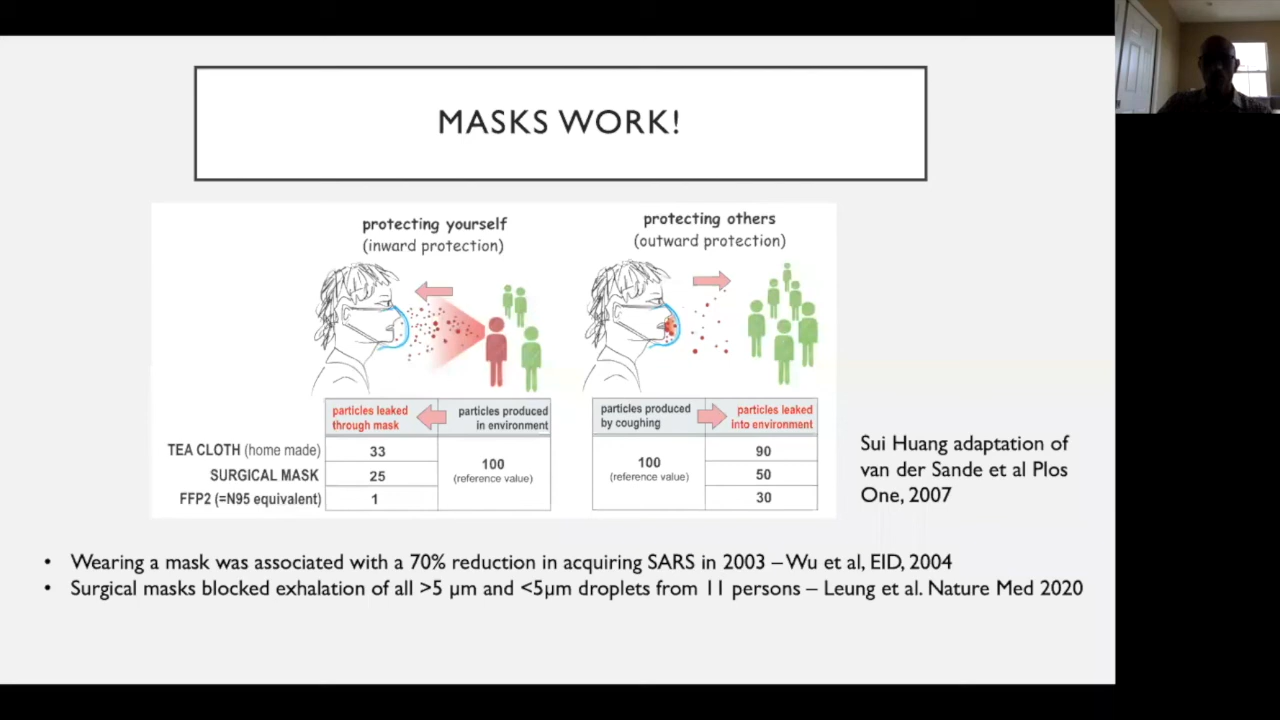 MASKS WORK!
protecting yourself
(inward protection)
protecting others
(outward protection)
particles leaked
through mask
particles produced
in environment
particles produced
by coughing
particles leaked
into environment
TEA CLOTH (home made)
33
SURGICAL MASK
25
FFP2 (=N95 equivalent)
1
100
(reference value)
100
(reference value)
90
50
30
Sui Huang adaptation of
van der Sande et al Plos
One, 2007
• Wearing a mask was associated with a 70% reduction in acquiring SARS in 2003 – Wu et al, EID, 2004
• Surgical masks blocked exhalation of all >5 µm and <5µm droplets from 11 persons – Leung et al. Nature Med 2020